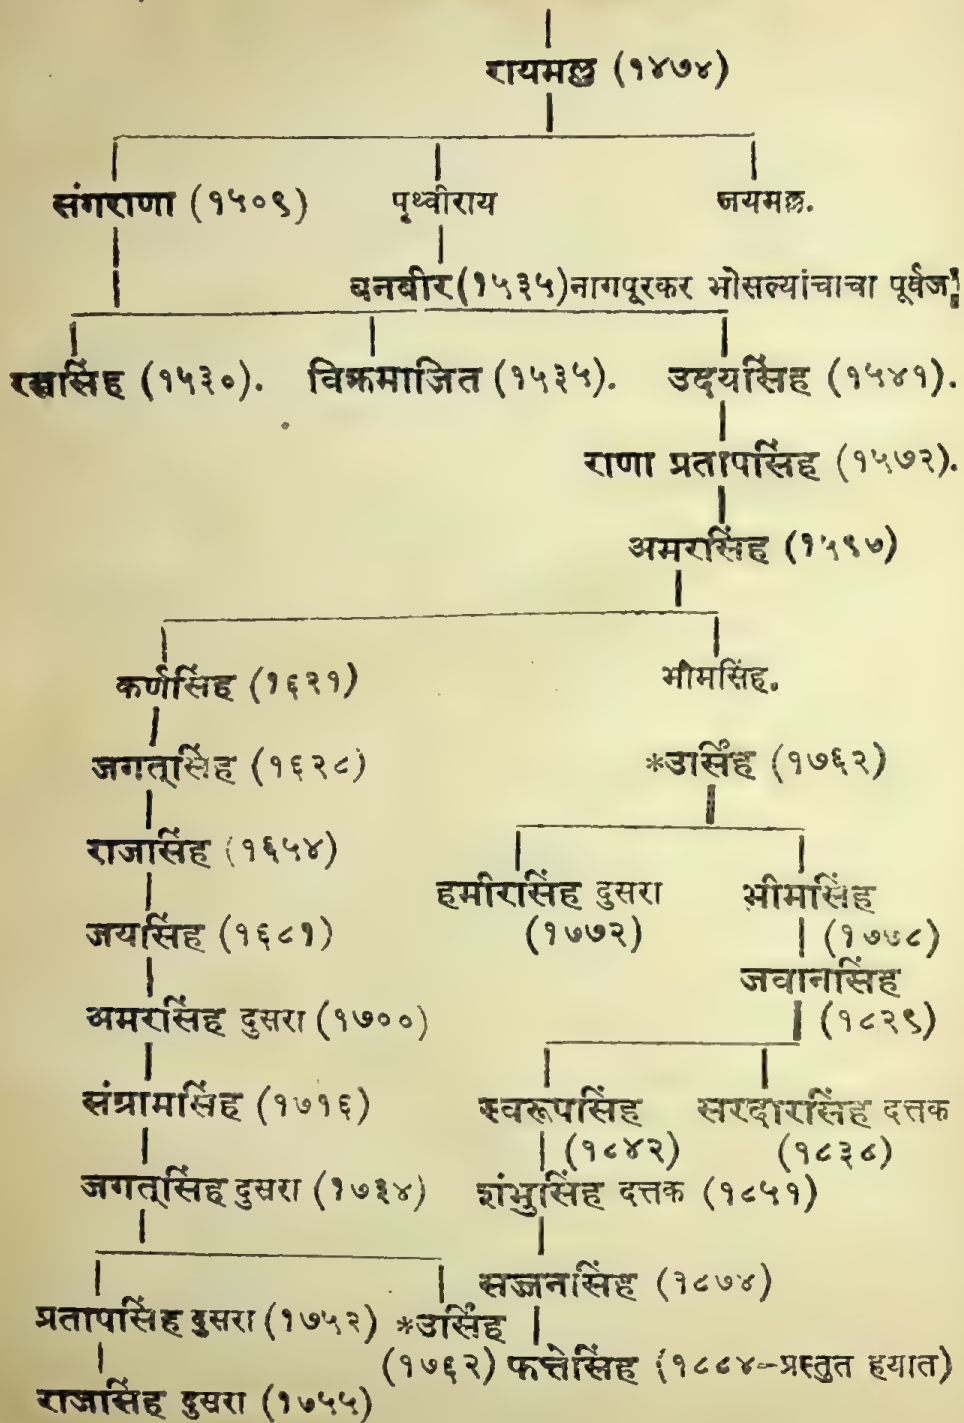 रायमल्ल (१४७४)
संगराणा (१५०९) पृथ्वीराय जयमल्ल.
बनबीर (१५३५) नागपूरकर भोसल्यांचाचा पूर्वज
रत्नसिंह (१५३०). विक्रमाजित (१५३५). उदयसिंह (१५४१).
राणा प्रतापसिंह (१५७२).
अमरसिंह (१५९७)
कर्णसिंह (१६२१) भीमसिंह.
जगत्सिंह (१६२८) *उर्सिंह (१७६२)
राजसिंह (१६५४)
हमीरसिंह दुसरा भीमसिंह
जयसिंह (१६८१) (१७७२) (१७७८)
जवानसिंह
अमरसिंह दुसरा (१७००) (१८२९)
संग्रामसिंह (१७१६) स्वरूपसिंह सरदारसिंह दत्तक
(१८४२) (१८३८)
जगत्सिंह दुसरा (१७३४) शंभुसिंह दत्तक (१८५१)
सज्जनसिंह (१८७४)
प्रतापसिंह दुसरा (१७५२) *उर्सिंह
(१७६२) फत्तेसिंह (१८८४-प्रस्तुत हयात)
राजसिंह दुसरा (१७५५)